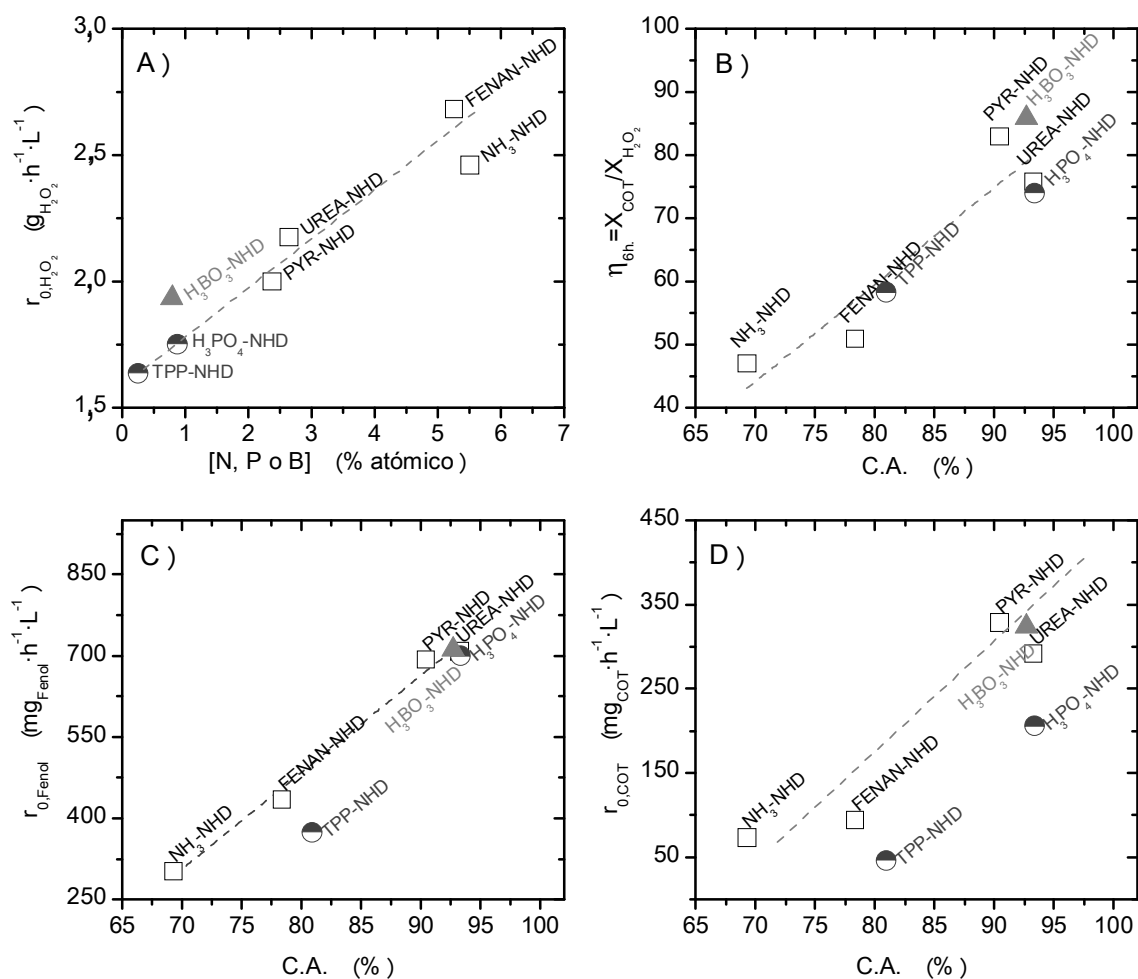 A )
r0,H2O2 (gH2O2·h-1·L-1)
3,0
2,5
2,0
1,5
FENAN-NHD
NH3-NHD
UREA-NHD
PYR-NHD
H3BO3-NHD
H3PO4-NHD
TPP-NHD
0 1 2 3 4 5 6 7
[N, P o B] (% atómico )
B )
η6h. =XCOT/XH2O2
100
90
80
70
60
50
40
PYR-NHD
H3BO3-NHD
UREA-NHD
H3PO4-NHD
FENAN-NHD
TPP-NHD
NH3-NHD
65 70 75 80 85 90 95 100
C.A. (%)
C )
r0,Fenol (mgFenol·h-1·L-1)
850
700
550
400
250
PYR-NHD
UREA-NHD
H3PO4-NHD
H3BO3-NHD
FENAN-NHD
TPP-NHD
NH3-NHD
65 70 75 80 85 90 95 100
C.A. (%)
D )
r0,COT (mgCOT·h-1·L-1)
450
350
250
150
50
PYR-NHD
UREA-NHD
H3BO3-NHD
H3PO4-NHD
FENAN-NHD
NH3-NHD
TPP-NHD
65 70 75 80 85 90 95 100
C.A. (%)